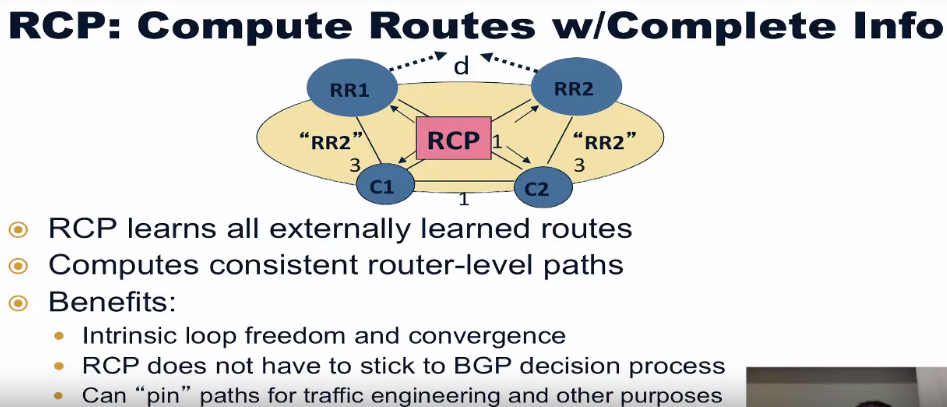 RCP: Compute Routes w/Complete Info
d
RR1
RR2
“RR2”
RCP
1
“RR2”
3
3
C1
C2
1
RCP learns all externally learned routes
Computes consistent router-level paths
Benefits:
Intrinsic loop freedom and convergence
RCP does not have to stick to BGP decision process
Can “pin” paths for traffic engineering and other purposes